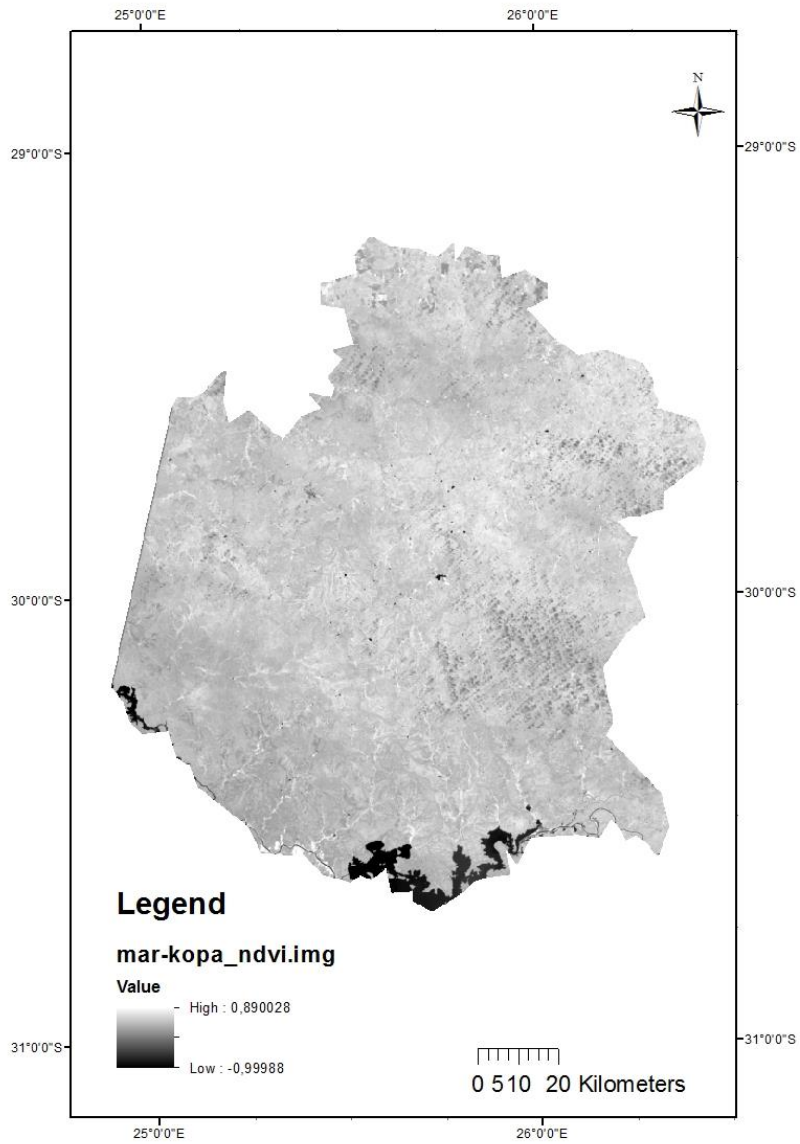 25°0'0"E 26°0'0"E
N
29°0'0"S 29°0'0"S
30°0'0"S 30°0'0"S
Legend
mar-kopa_ndvi.img
Value
High : 0,890028
Low : -0,99988
31°0'0"S 31°0'0"S
0 5 10 20 Kilometers
25°0'0"E 26°0'0"E